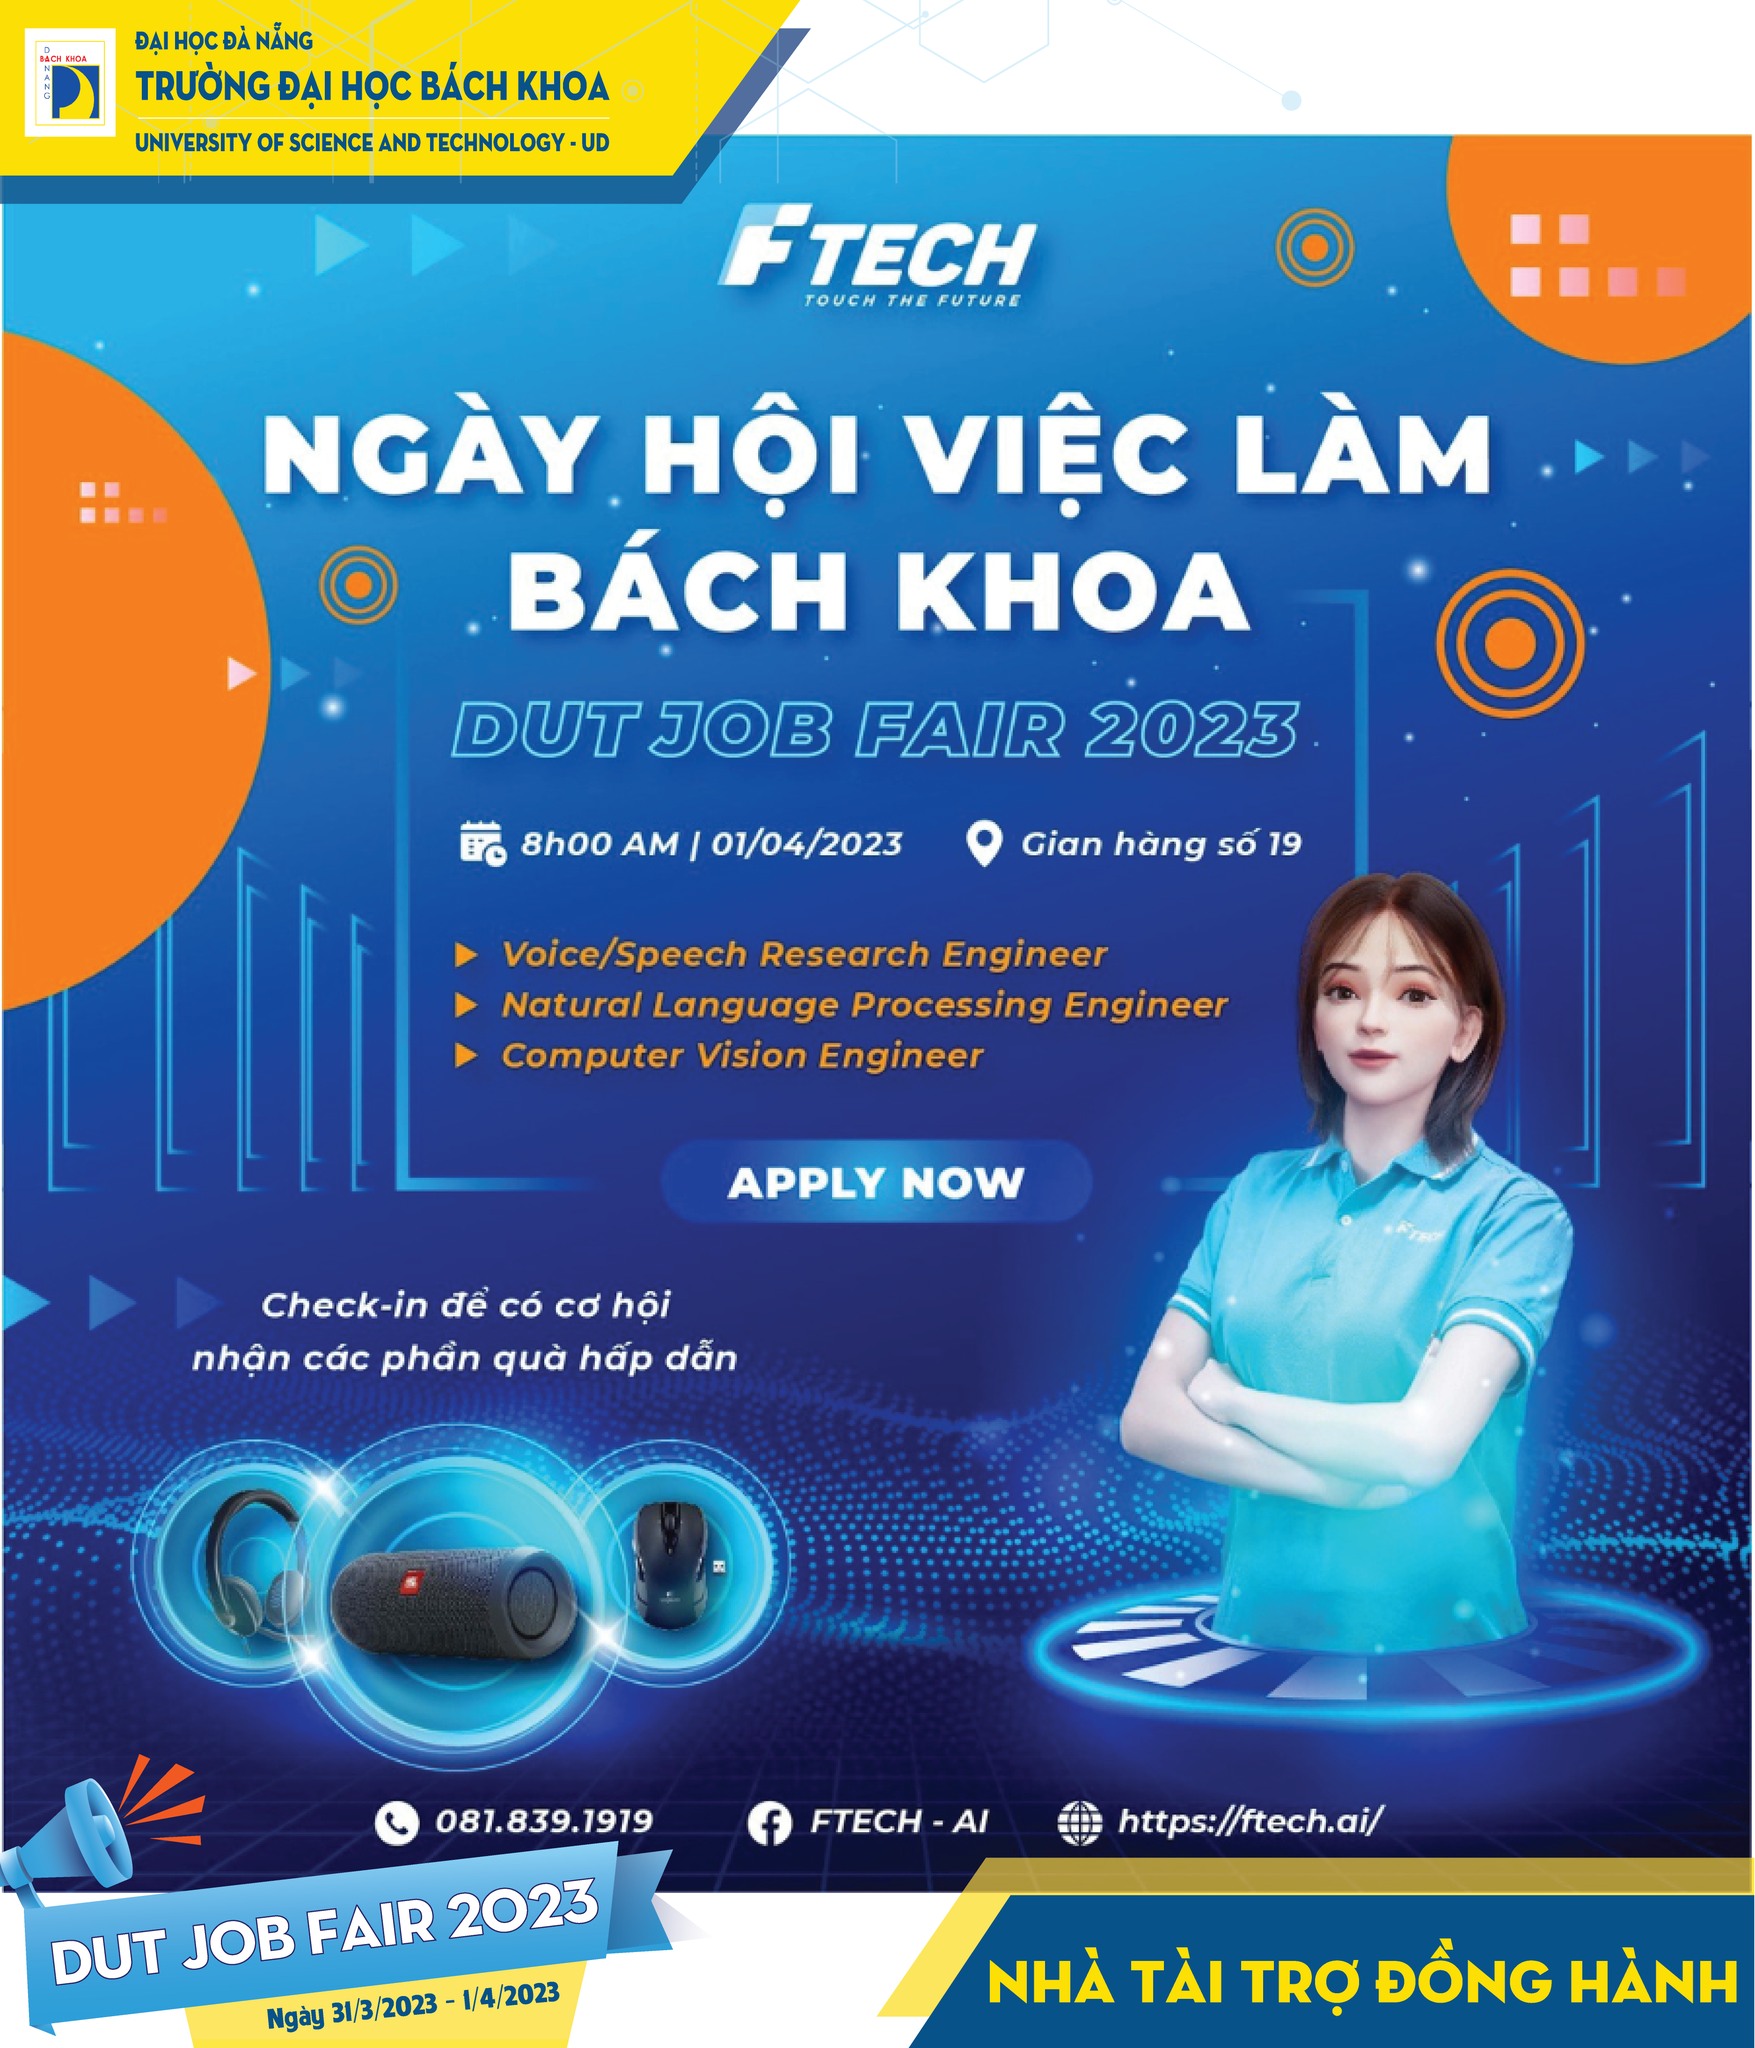 BÁCH KHOA
DANANG
ĐẠI HỌC ĐÀ NẴNG
TRƯỜNG ĐẠI HỌC BÁCH KHOA
UNIVERSITY OF SCIENCE AND TECHNOLOGY - UD
FTECH
TOUCH THE FUTURE
NGÀY HỘI VIỆC LÀM
BÁCH KHOA
DUT JOB FAIR 2023
8h00 AM | 01/04/2023
Gian hàng số 19
Voice/Speech Research Engineer
Natural Language Processing Engineer
Computer Vision Engineer
APPLY NOW
FTECH
Check-in để có cơ hội
nhận các phần quà hấp dẫn
081.839.1919
FTECH - AI
https://ftech.ai/
DUT JOB FAIR 2023
Ngày 31/3/2023 - 1/4/2023
NHÀ TÀI TRỢ ĐỒNG HÀNH